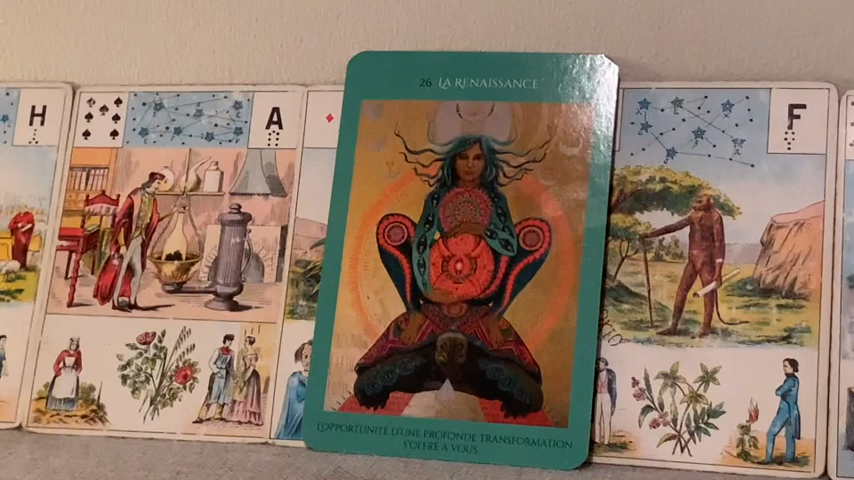 H
A
26 LA RENAISSANCE
F
L'OPPORTUNITÉ D'UNE PROFONDE TRANSFORMATION
S'OFFRE À VOUS